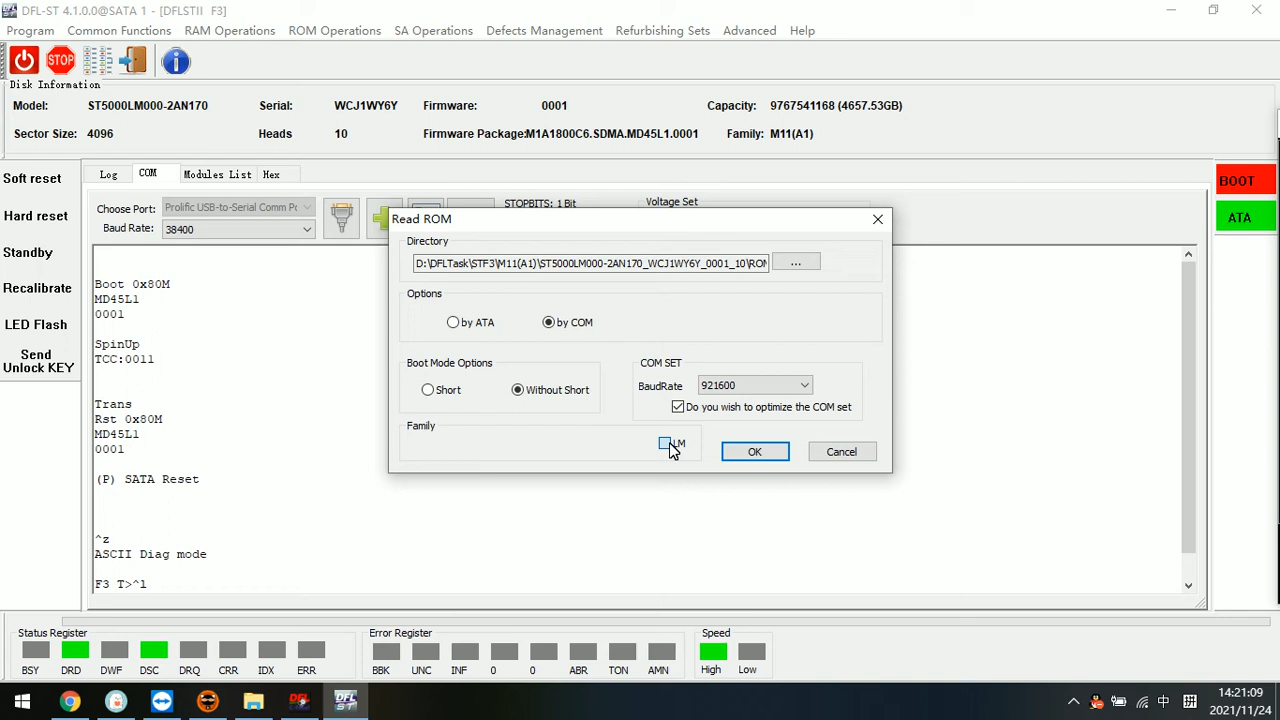 DFL-ST 4.1.0.0@SATA 1 - [DFLSTII F3]
Program Common Functions RAM Operations ROM Operations SA Operations Defects Management Refurbishing Sets Advanced Help
STOP
Disk Information
Model: ST5000LM000-2AN170 Serial: WCJ1WY6Y Firmware: 0001 Capacity: 9767541168 (4657.53GB)
Sector Size: 4096 Heads 10 Firmware Package:M1A1800C6.SDMA.MD45L1.0001 Family: M11(A1)
Soft reset
Hard reset
Standby
Recalibrate
LED Flash
Send
Unlock KEY
Log COM Modules List Hex
Choose Port: Prolific USB-to-Serial Comm Po STOPBITS: 1 Bit Voltage Set
Baud Rate: 38400
BOOT
ATA
Boot 0x80M
MD45L1
0001
SpinUp
TCC:0011
Trans
Rst 0x80M
MD45L1
0001
(P) SATA Reset
^z
ASCII Diag mode
F3 T>^l
Read ROM
Directory
D:\DFLTask\STF3\M11(A1)\ST5000LM000-2AN170_WCJ1WY6Y_0001_10\ROM
...
Options
by ATA by COM
Boot Mode Options
Short Without Short
COM SET
BaudRate 921600
Do you wish to optimize the COM set
Family
LM
OK Cancel
Status Register Error Register Speed
BSY DRD DWF DSC DRQ CRR IDX ERR BBK UNC INF 0 0 ABR TON AMN High Low
DFL DFL ST
中 拼
14:21:09
2021/11/24